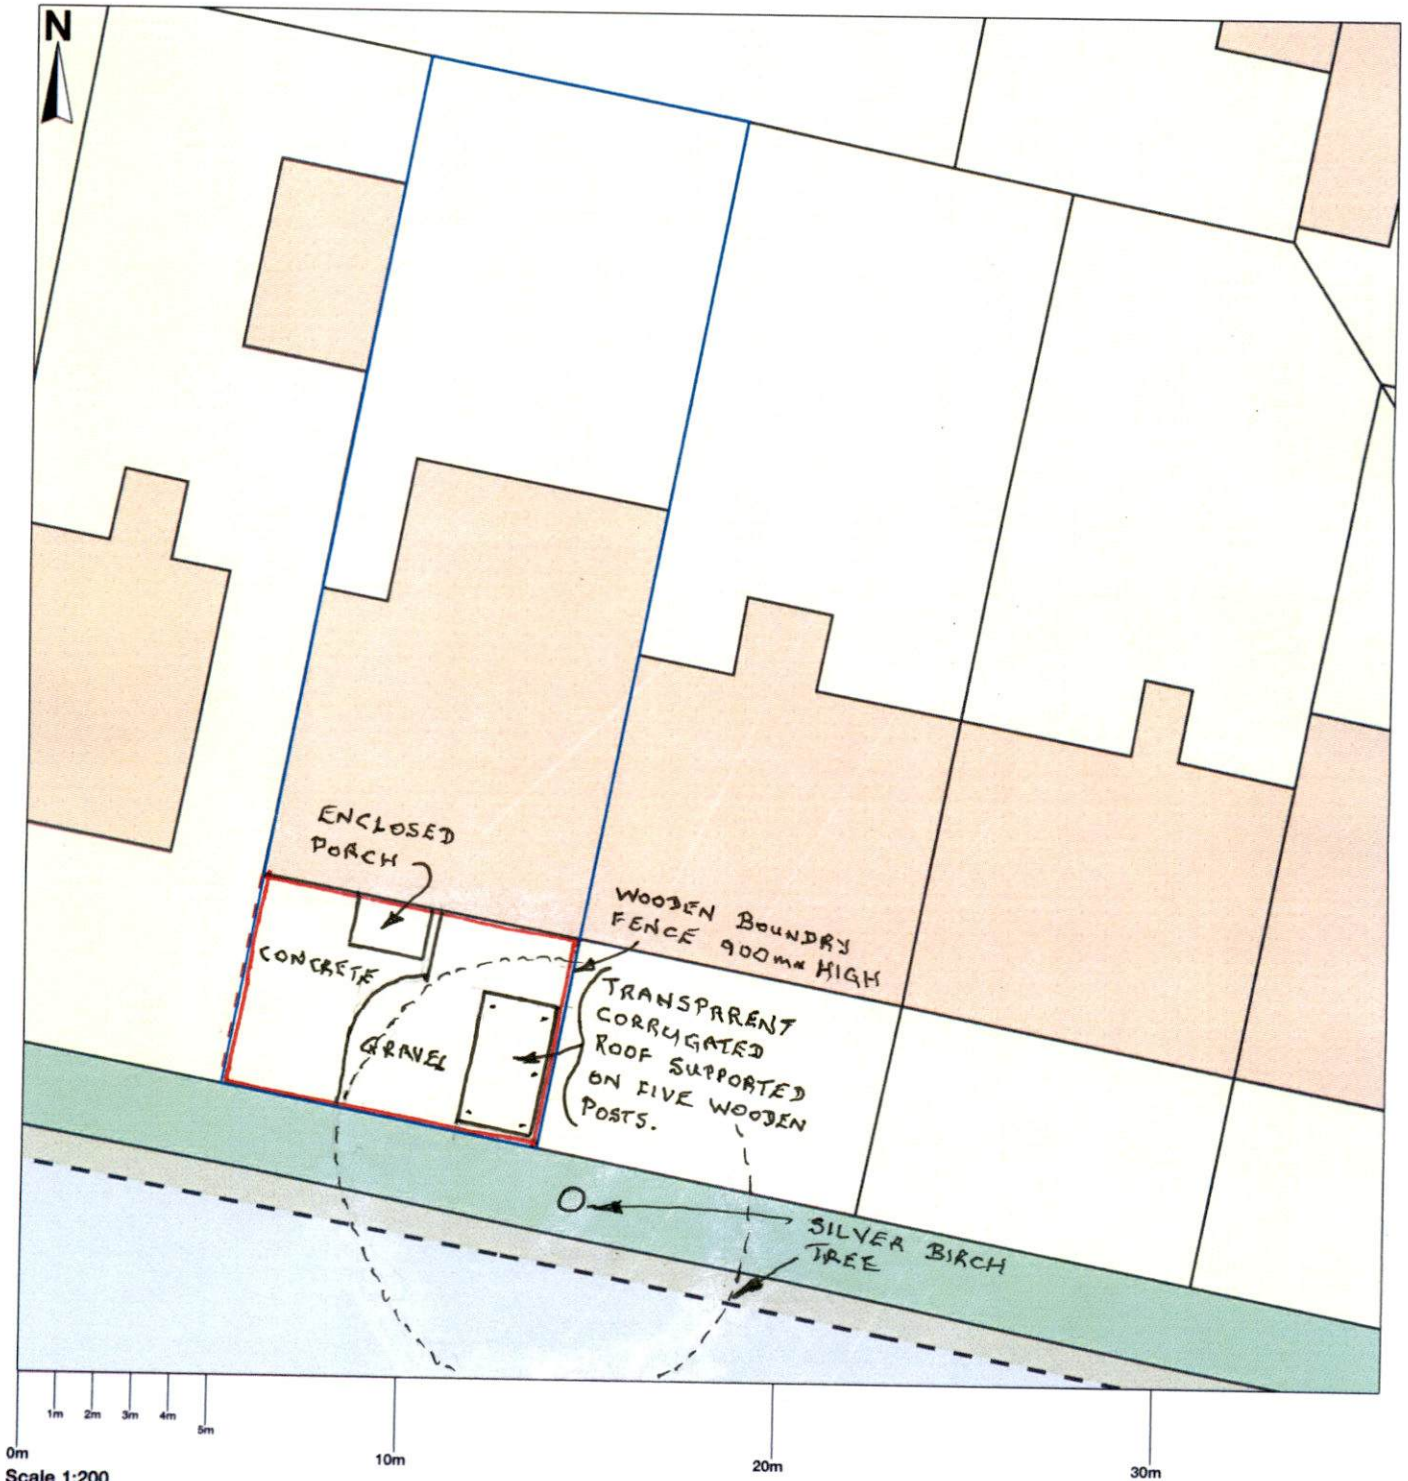 N
ENCLOSED
PORCH
WOODEN BOUNDRY
FENCE 900mm HIGH
CONCRETE
TRANSPARENT
CORRUGATED
ROOF SUPPORTED
ON FIVE WOODEN
POSTS.
GRAVEL
SILVER BIRCH
TREE
1m
2m
3m
4m
5m
0m
10m
20m
30m
Scale 1:200